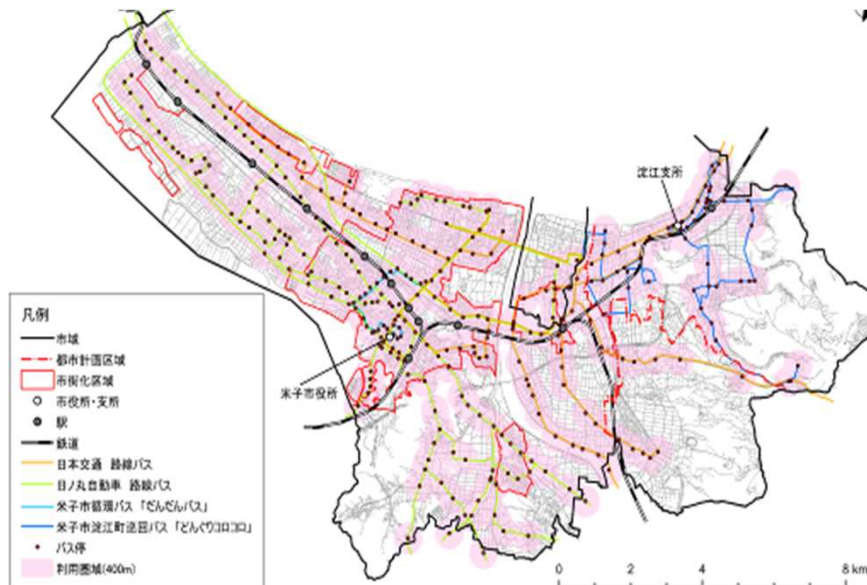 淀江支所
米子市役所
凡例
市域
都市計画区域
市街化区域
市役所・支所
駅
鉄道
日本交通 路線バス
日ノ丸自動車 路線バス
米子市循環バス 「だんだんバス」
米子市淀江町巡回バス 「どんぐりコロコロ」
バス停
利用圏域(400m)
0 2 4 8 km